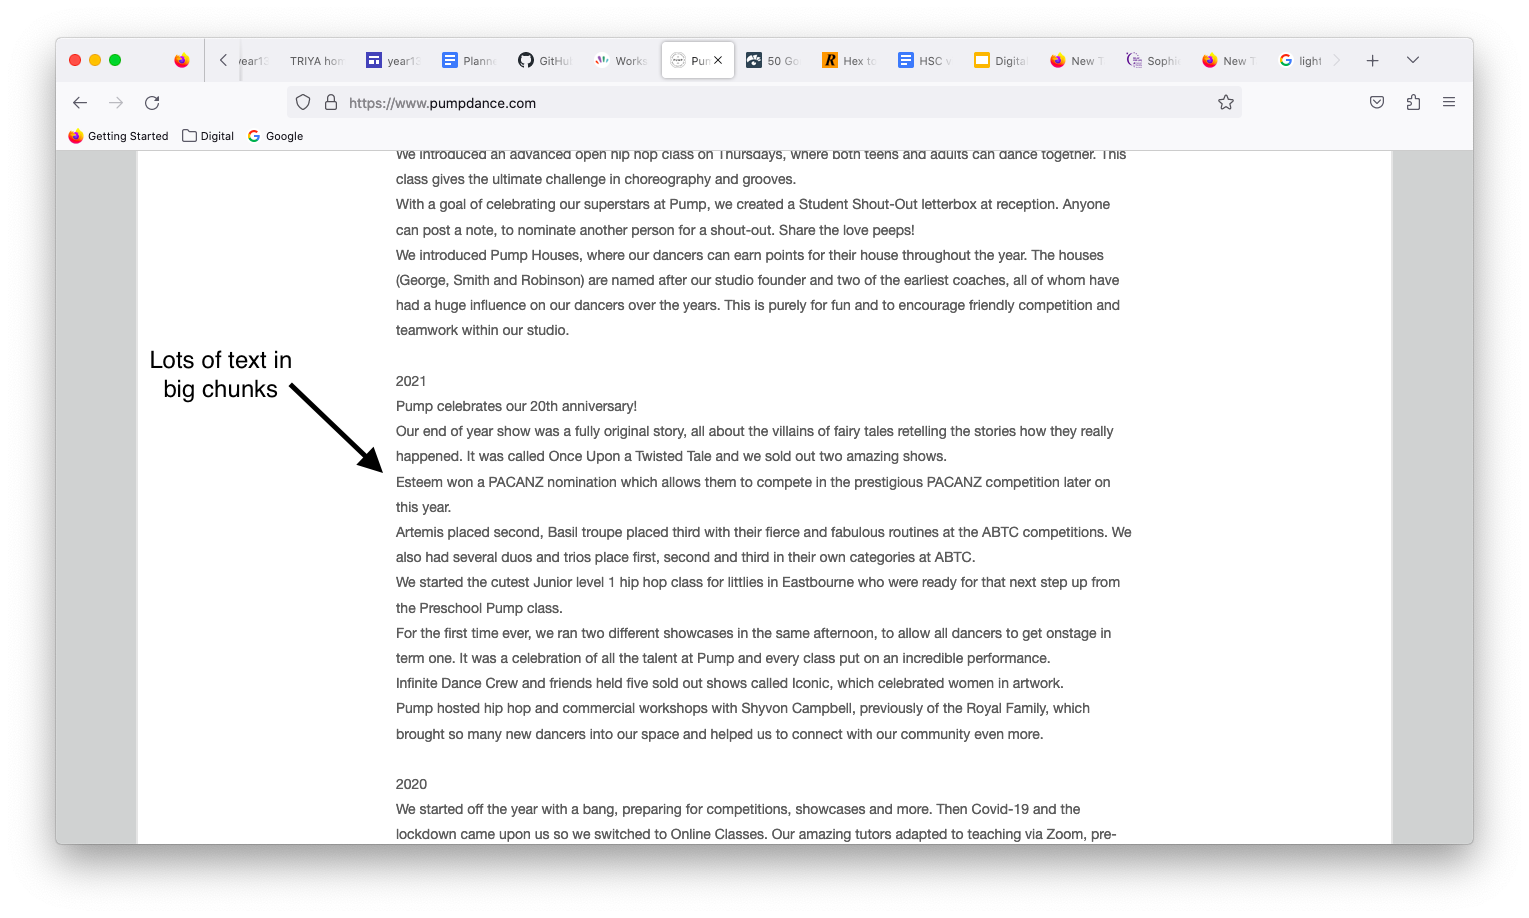 year13
TRIYA hom
year13
Plann
GitHu
Works
Pun
50 Go
Hex to
HSC v
Digita
New T
Sophi
New T
light
https://www.pumpdance.com
Getting Started
Digital
Google
We introduced an advanced open hip hop class on Thursdays, where both teens and adults can dance together. This
class gives the ultimate challenge in choreography and grooves.
With a goal of celebrating our superstars at Pump, we created a Student Shout-Out letterbox at reception. Anyone
can post a note, to nominate another person for a shout-out. Share the love peeps!
We introduced Pump Houses, where our dancers can earn points for their house throughout the year. The houses
(George, Smith and Robinson) are named after our studio founder and two of the earliest coaches, all of whom have
had a huge influence on our dancers over the years. This is purely for fun and to encourage friendly competition and
teamwork within our studio.
Lots of text in
big chunks
2021
Pump celebrates our 20th anniversary!
Our end of year show was a fully original story, all about the villains of fairy tales retelling the stories how they really
happened. It was called Once Upon a Twisted Tale and we sold out two amazing shows.
Esteem won a PACANZ nomination which allows them to compete in the prestigious PACANZ competition later on
this year.
Artemis placed second, Basil troupe placed third with their fierce and fabulous routines at the ABTC competitions. We
also had several duos and trios place first, second and third in their own categories at ABTC.
We started the cutest Junior level 1 hip hop class for littlies in Eastbourne who were ready for that next step up from
the Preschool Pump class.
For the first time ever, we ran two different showcases in the same afternoon, to allow all dancers to get onstage in
term one. It was a celebration of all the talent at Pump and every class put on an incredible performance.
Infinite Dance Crew and friends held five sold out shows called Iconic, which celebrated women in artwork.
Pump hosted hip hop and commercial workshops with Shyvon Campbell, previously of the Royal Family, which
brought so many new dancers into our space and helped us to connect with our community even more.
2020
We started off the year with a bang, preparing for competitions, showcases and more. Then Covid-19 and the
lockdown came upon us so we switched to Online Classes. Our amazing tutors adapted to teaching via Zoom, pre-